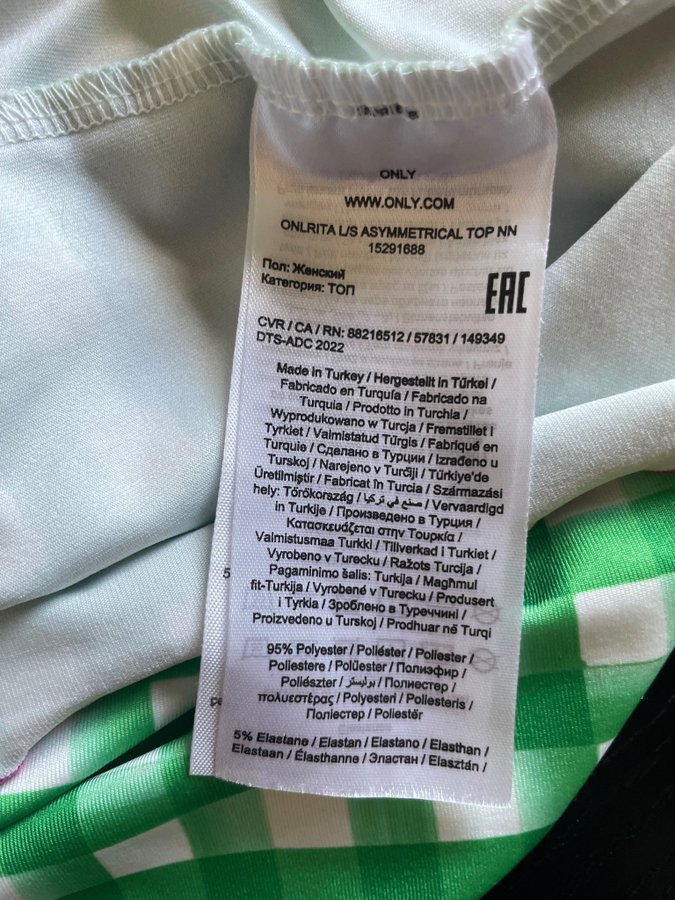 ONLY
WWW.ONLY.COM
ONLRITA L/S ASYMMETRICAL TOP NN
15291688
Пол: Женский
Категория: ТОП
EAC
CVR / CA / RN: 88216512 / 57831 / 149349
DTS-ADC 2022
Made in Turkey / Hergestellt in Türkei /
Fabricado en Turquía / Fabricado na
Turquia / Prodotto in Turchia /
Wyprodukowano w Turcja / Fremstillet i
Tyrkiet / Valmistatud Türgis / Fabriqué en
Turquie / Сделано в Турции / Izrađeno u
Turskoj / Narejeno v Turčiji / Türkiye'de
Üretilmiştir / Fabricat în Turcia / Származási
hely: Törökország / صنع في تركيا / Vervaardigd
in Turkije / Произведено в Турция /
Κατασκευάζεται στην Τουρκία /
Valmistusmaa Turkki / Tillverkad i Turkiet /
Vyrobeno v Turecku / Ražots Turcija /
Pagaminimo šalis: Turkija / Magħmul
fit-Turkija / Vyrobené v Turecku / Produsert
i Tyrkia / Зроблено в Туреччині /
Proizvedeno u Turskoj / Prodhuar në Turqi
95% Polyester / Poliéster / Poliester /
Poliestere / Polüester / Полиэфир /
Poliészter / بوليستر / Полиестер /
πολυεστέρας / Polyesteri / Poliesteris /
Поліестер / Poliestër
5% Elastane / Elastan / Elastano / Elasthan /
Elastaan / Élasthanne / Эластан / Elasztán /